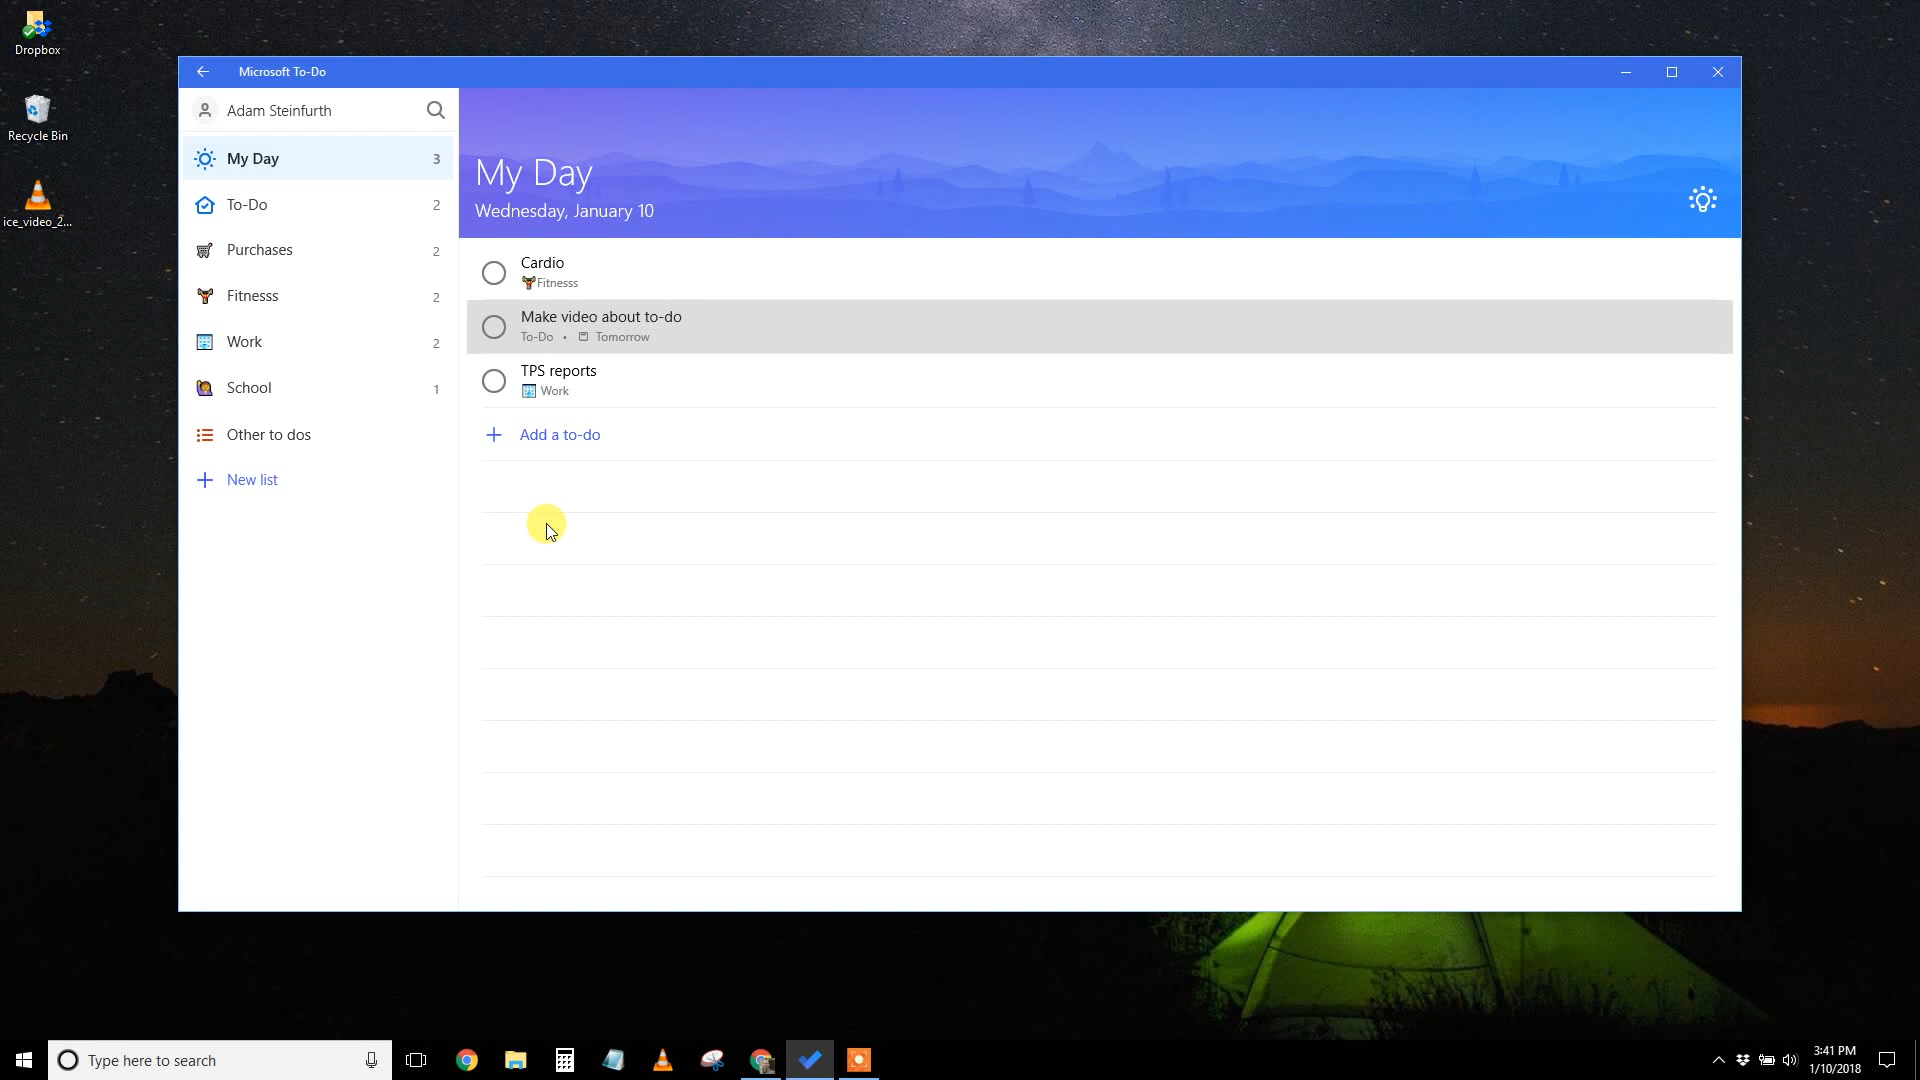 Dropbox
Recycle Bin
ice_video_2...
Microsoft To-Do
Adam Steinfurth
My Day 3
To-Do 2
Purchases 2
Fitnesss 2
Work 2
School 1
Other to dos
New list
My Day
Wednesday, January 10
Cardio
Fitnesss
Make video about to-do
To-Do • Tomorrow
TPS reports
Work
Add a to-do
Type here to search
3:41 PM
1/10/2018